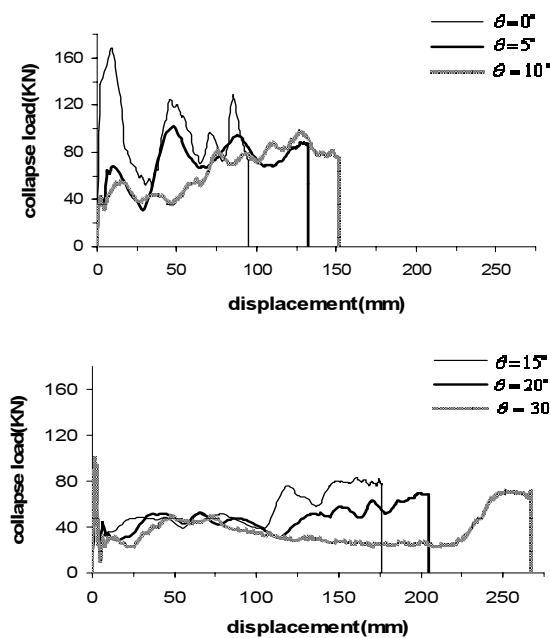 θ=0°
θ=5°
θ=10°
160
120
80
40
0
collapse load(KN)
0 50 100 150 200 250
displacement(mm)
θ=15°
θ=20°
θ=30
160
120
80
40
0
collapse load(KN)
0 50 100 150 200 250
displacement(mm)